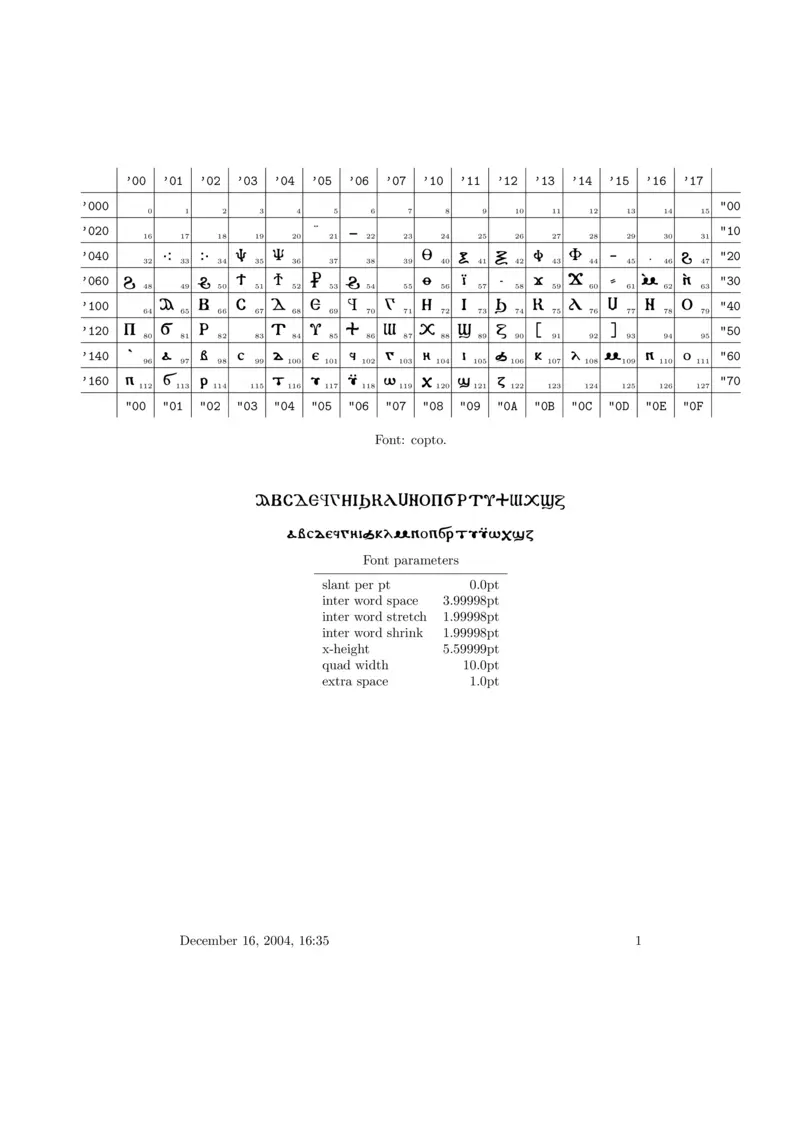 '00 '01 '02 '03 '04 '05 '06 '07 '10 '11 '12 '13 '14 '15 '16 '17
'000 0 1 2 3 4 5 6 7 8 9 10 11 12 13 14 15 "00
'020 16 17 18 19 20 ¨ 21 – 22 23 24 25 26 27 28 29 30 31 "10
'040 32 33 34 ⲯ 35 Ⲯ 36 37 38 39 Ⲑ 40 ⲝ 41 Ⲝ 42 ⲫ 43 Ⲫ 44 - 45 . 46 47 "20
'060 48 49 50 51 52 53 54 55 ⲑ 56 ï 57 58 ϫ 59 Ϫ 60 61 62 63 "30
'100 64 Ⲁ 65 Ⲃ 66 Ⲥ 67 Ⲇ 68 Ⲉ 69 Ϥ 70 Ⲅ 71 Ⲏ 72 Ⲓ 73 Ϧ 74 Ⲕ 75 Ⲗ 76 Ⲙ 77 Ⲛ 78 Ⲟ 79 "40
'120 Ⲡ 80 Ϭ 81 Ⲣ 82 83 Ⲧ 84 Ⲩ 85 Ϯ 86 Ⲱ 87 Ⲭ 88 Ϣ 89 Ⲍ 90 [ 91 92 ] 93 94 95 "50
'140 ` 96 ⲁ 97 ⲃ 98 ⲥ 99 ⲇ 100 ⲉ 101 ϥ 102 ⲅ 103 ⲏ 104 ⲓ 105 ϧ 106 ⲕ 107 ⲗ 108 ⲙ 109 ⲛ 110 ⲟ 111 "60
'160 ⲡ 112 ϭ 113 ⲣ 114 115 ⲧ 116 ⲩ 117 ⲩ̈ 118 ⲱ 119 ⲭ 120 ϣ 121 ⲍ 122 123 124 125 126 127 "70
"00 "01 "02 "03 "04 "05 "06 "07 "08 "09 "0A "0B "0C "0D "0E "0F
Font: copto.
ⲀⲂⲤⲆⲈϤⲄⲎⲒϦⲔⲖⲘⲚⲞⲠϬⲢⲦⲨϮⲰⲬϢⲌ
ⲁⲃⲥⲇⲉϥⲅⲏⲓϧⲕⲗⲙⲛⲟⲡϭⲣⲧⲩⲩ̈ⲱⲭϣⲍ
Font parameters
slant per pt 0.0pt
inter word space 3.99998pt
inter word stretch 1.99998pt
inter word shrink 1.99998pt
x-height 5.59999pt
quad width 10.0pt
extra space 1.0pt
December 16, 2004, 16:35 1